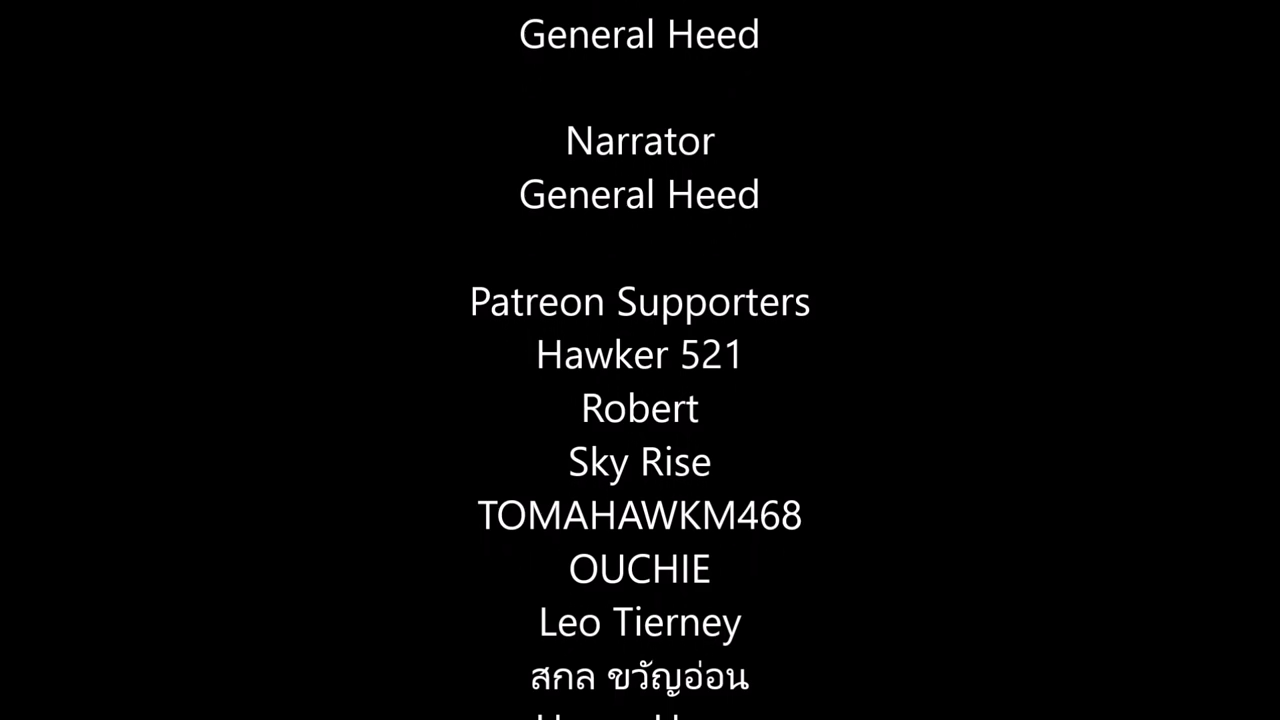 General Heed
Narrator
General Heed
Patreon Supporters
Hawker 521
Robert
Sky Rise
TOMAHAWKM468
OUCHIE
Leo Tierney
สกล ขวัญอ่อน